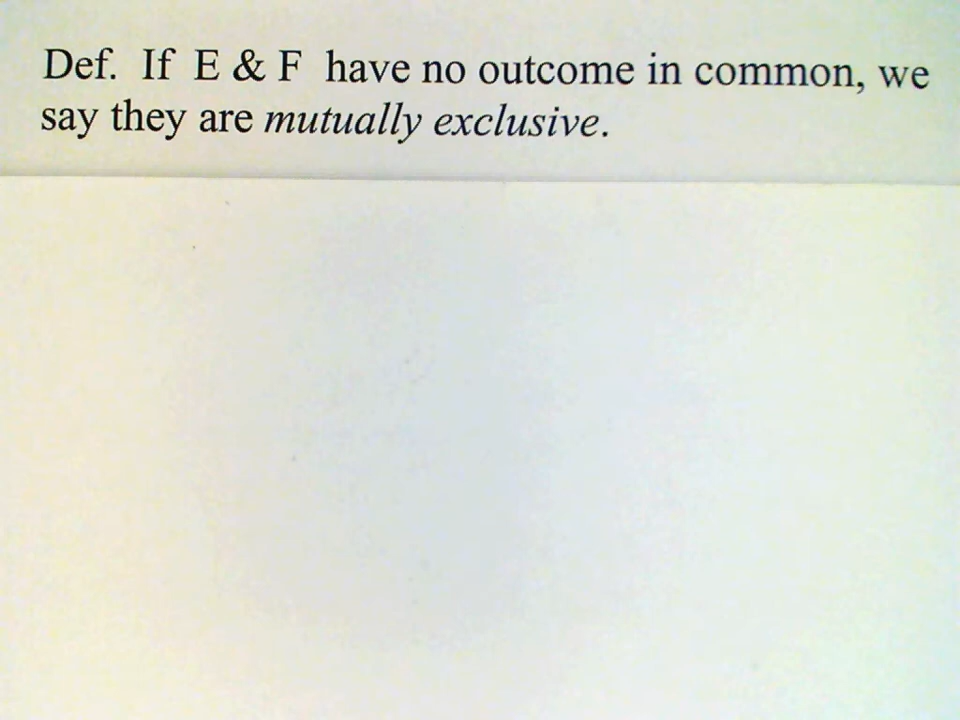 Def. If E & F have no outcome in common, we
say they are mutually exclusive.